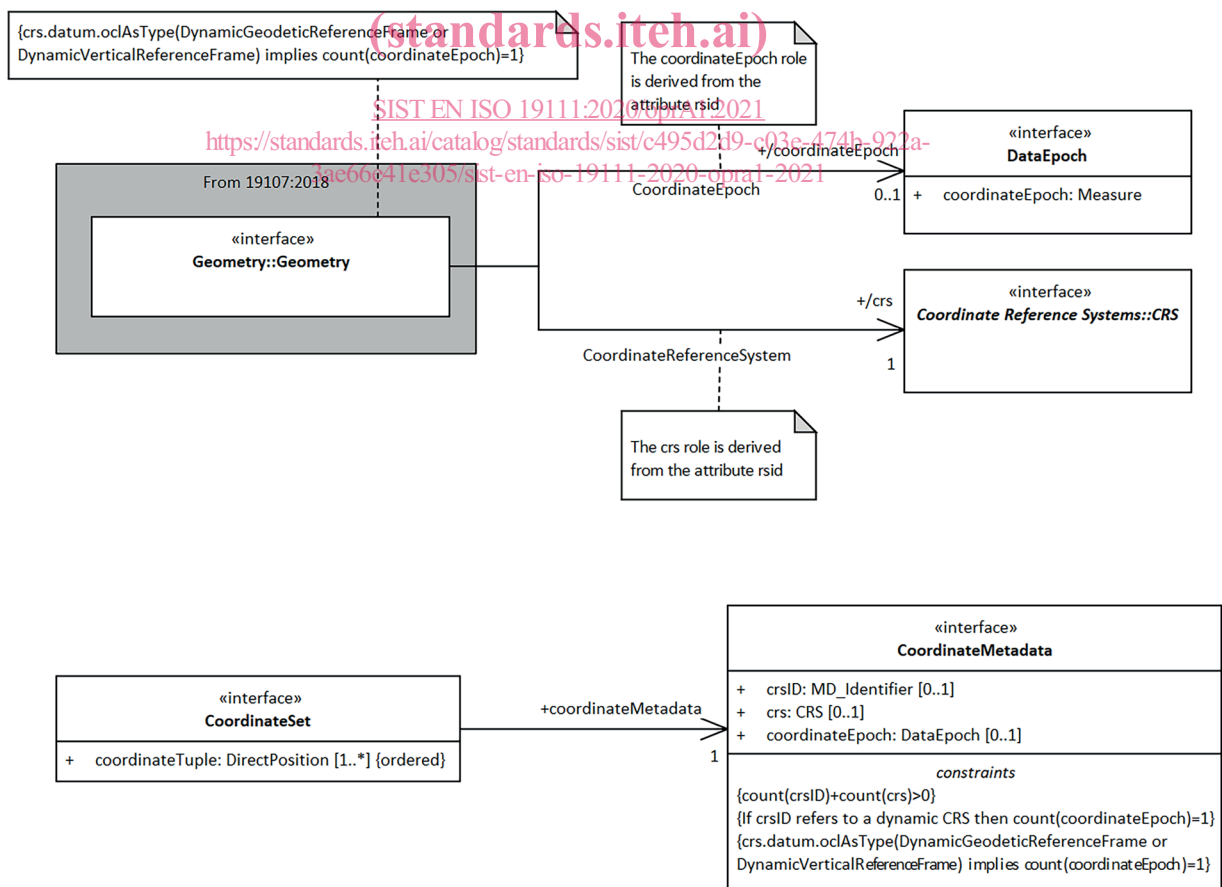 (standards.iteh.ai)
{crs.datum.oclAsType(DynamicGeodeticReferenceFrame or
DynamicVerticalReferenceFrame) implies count(coordinateEpoch)=1}
The coordinateEpoch role
is derived from the
attribute rsid
SIST EN ISO 19111:2020/oprA1:2021
https://standards.iteh.ai/catalog/standards/sist/c495d2d9-c03e-474b-922a-
3ae66c41e305/sist-en-iso-19111-2020-opra1-2021
«interface»
DataEpoch
+ coordinateEpoch: Measure
+/coordinateEpoch
CoordinateEpoch
0..1
From 19107:2018
«interface»
Geometry::Geometry
+/crs
«interface»
Coordinate Reference Systems::CRS
CoordinateReferenceSystem
1
The crs role is derived
from the attribute rsid
«interface»
CoordinateSet
+ coordinateTuple: DirectPosition [1..*] {ordered}
+coordinateMetadata
1
«interface»
CoordinateMetadata
+ crsID: MD_Identifier [0..1]
+ crs: CRS [0..1]
+ coordinateEpoch: DataEpoch [0..1]
constraints
{count(crsID)+count(crs)>0}
{If crsID refers to a dynamic CRS then count(coordinateEpoch)=1}
{crs.datum.oclAsType(DynamicGeodeticReferenceFrame or
DynamicVerticalReferenceFrame) implies count(coordinateEpoch)=1}